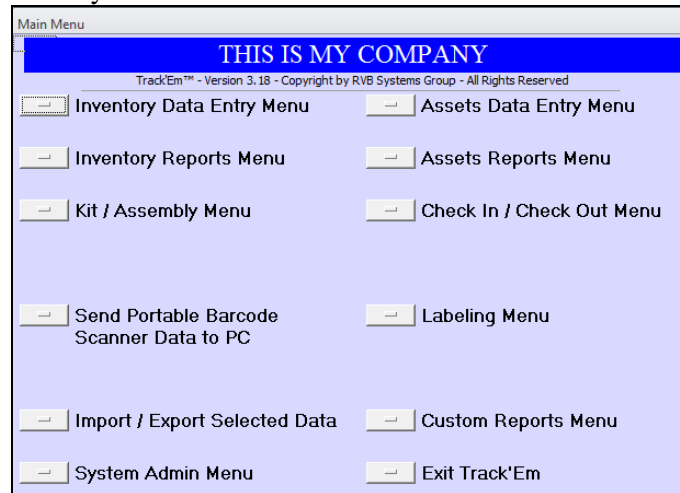 Main Menu
THIS IS MY COMPANY
Track'Em™ - Version 3.18 - Copyright by RVB Systems Group - All Rights Reserved
Inventory Data Entry Menu
Assets Data Entry Menu
Inventory Reports Menu
Assets Reports Menu
Kit / Assembly Menu
Check In / Check Out Menu
Send Portable Barcode
Scanner Data to PC
Labeling Menu
Import / Export Selected Data
Custom Reports Menu
System Admin Menu
Exit Track'Em